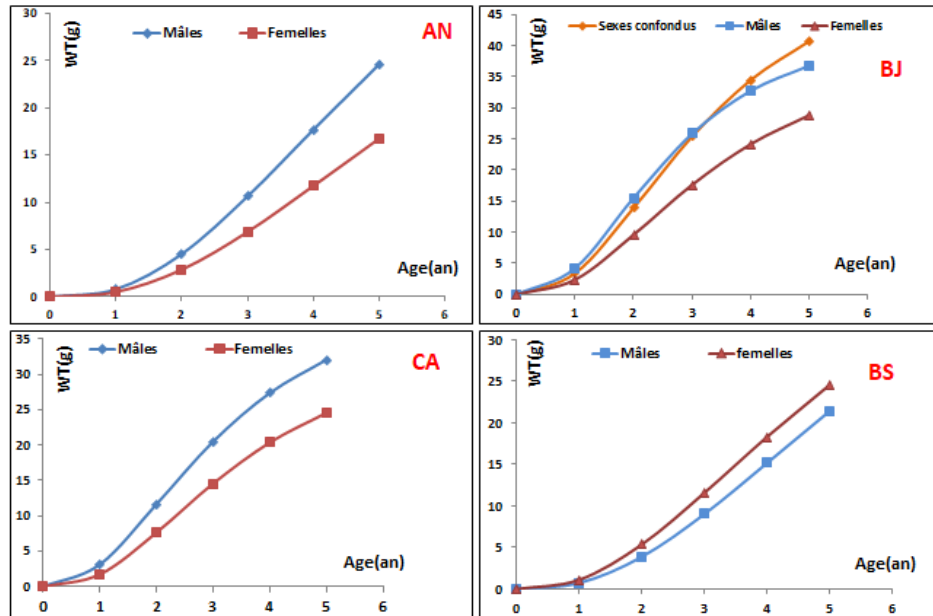 WT(g)
Mâles Femelles
AN
30
25
20
15
10
5
0
Age(an)
0 1 2 3 4 5 6
WT(g)
Sexes confondus Mâles Femelles
BJ
45
40
35
30
25
20
15
10
5
0
Age(an)
0 1 2 3 4 5 6
WT(g)
Mâles Femelles
CA
35
30
25
20
15
10
5
0
Age(an)
0 1 2 3 4 5 6
WT(g)
Mâles femelles
BS
30
25
20
15
10
5
0
Age(an)
0 1 2 3 4 5 6